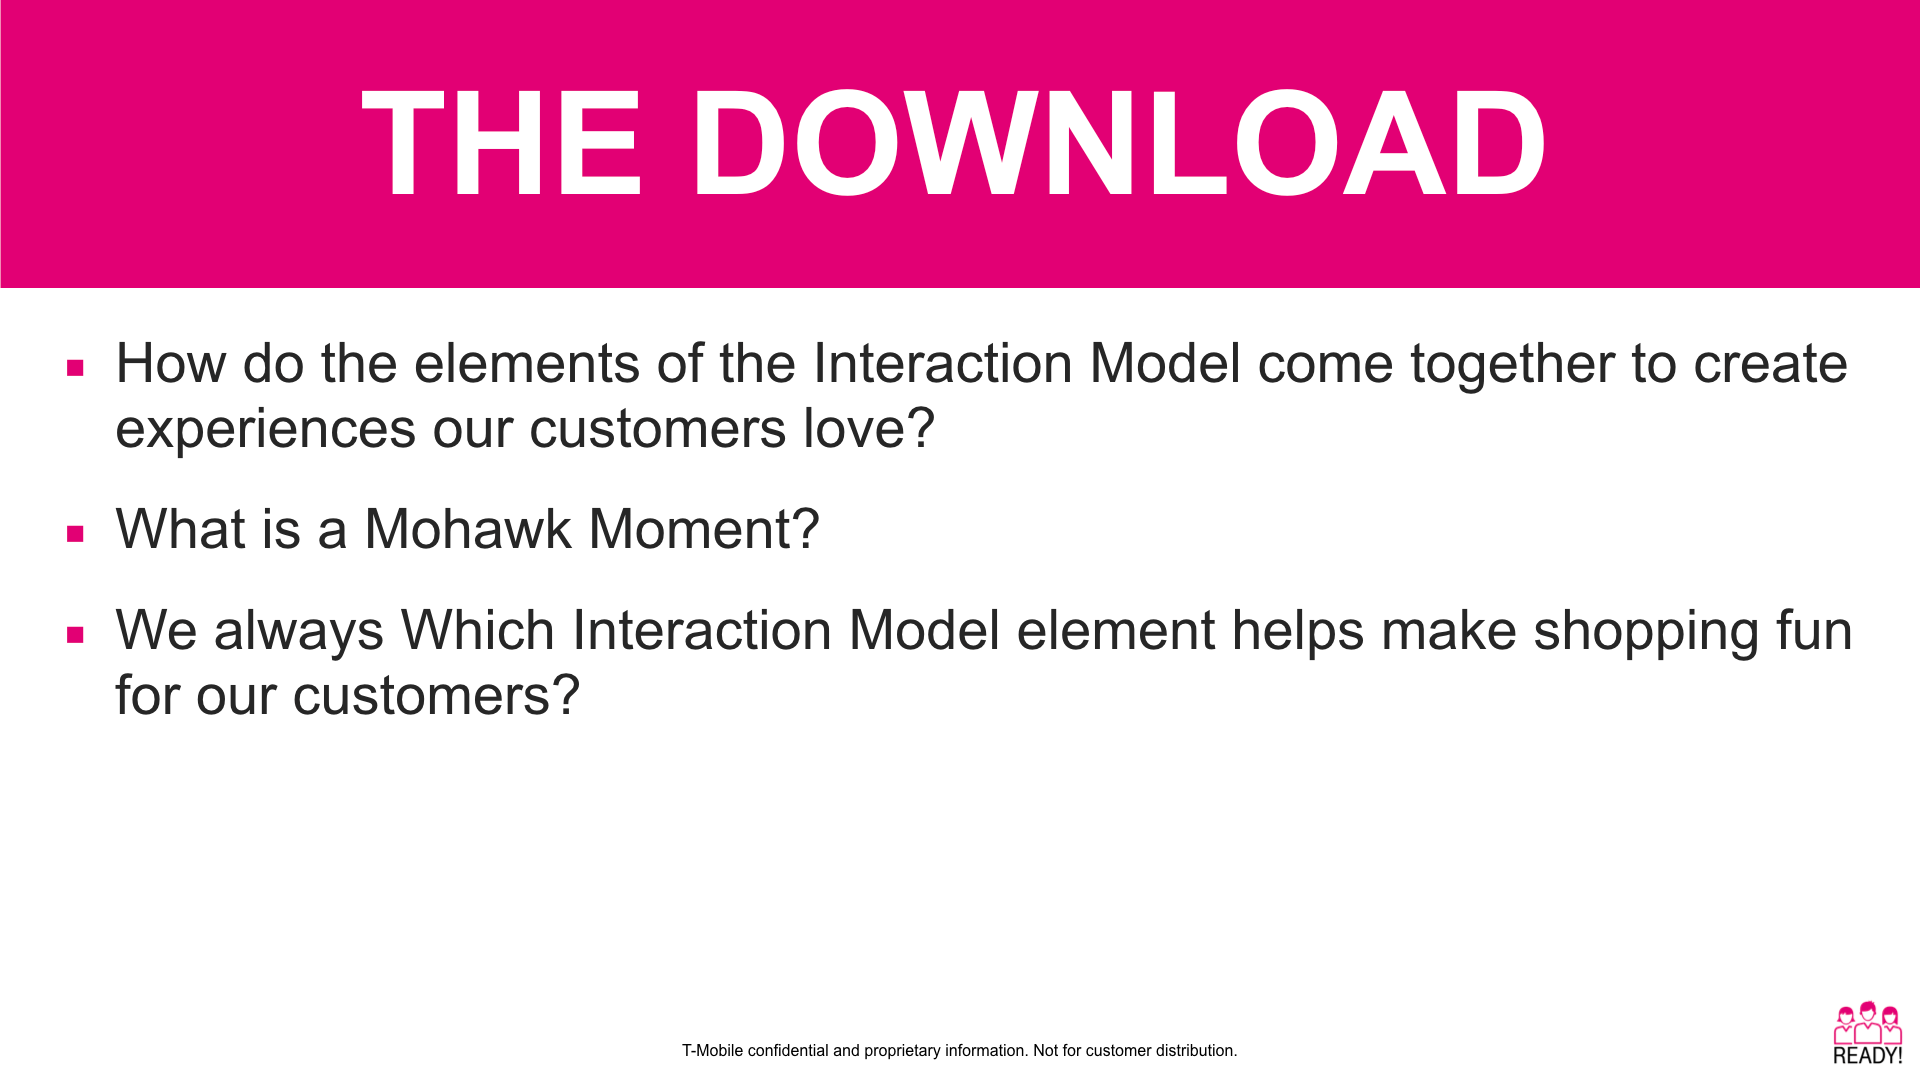 THE DOWNLOAD
How do the elements of the Interaction Model come together to create
experiences our customers love?
What is a Mohawk Moment?
We always Which Interaction Model element helps make shopping fun
for our customers?
T-Mobile confidential and proprietary information. Not for customer distribution.
READY!